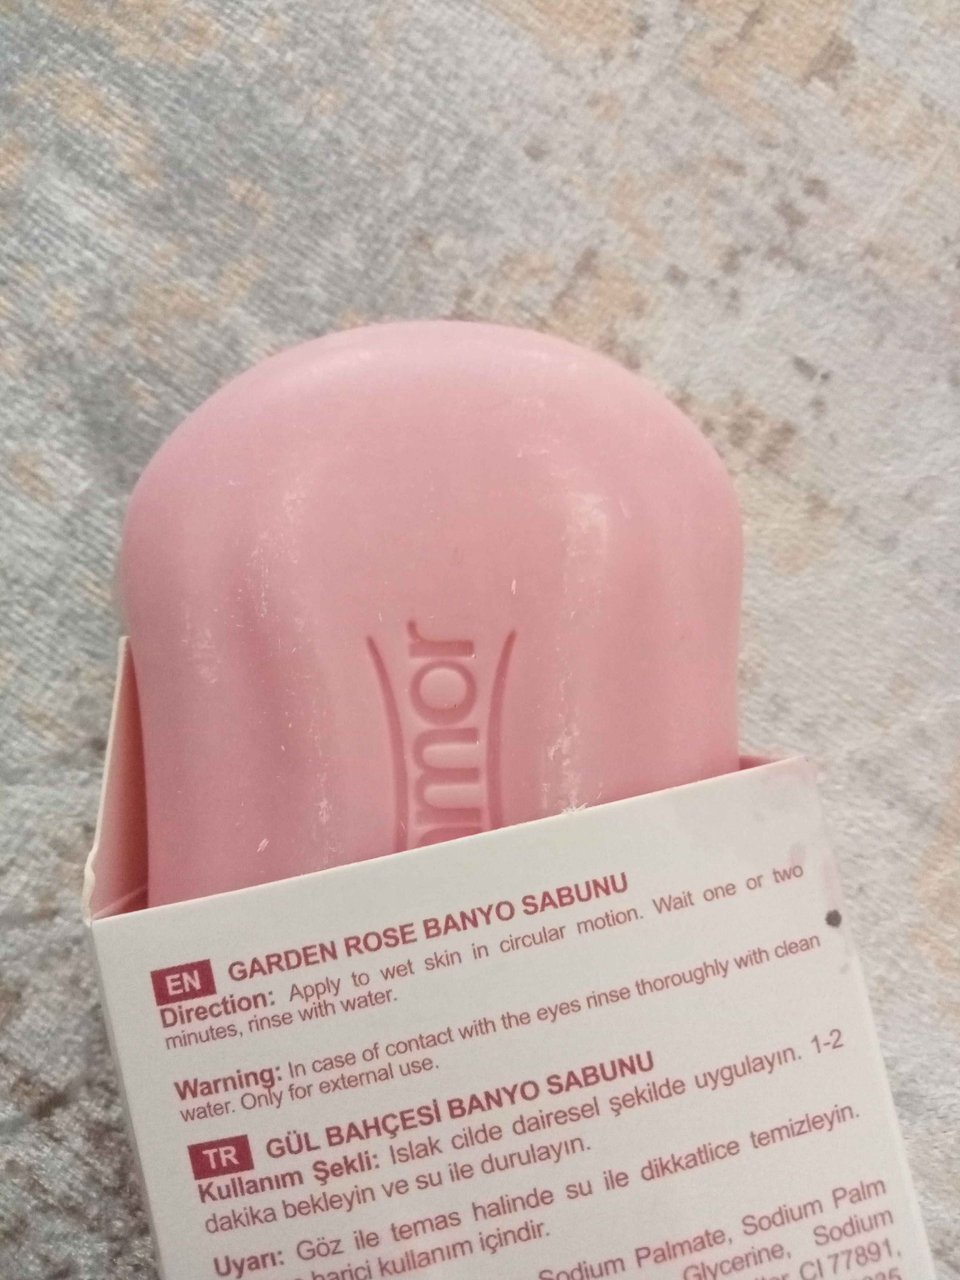 mor
EN GARDEN ROSE BANYO SABUNU
Direction: Apply to wet skin in circular motion. Wait one or two
minutes, rinse with water.
Warning: In case of contact with the eyes rinse thoroughly with clean
water. Only for external use.
TR GÜL BAHÇESİ BANYO SABUNU
Kullanım Şekli: Islak cilde dairesel şekilde uygulayın. 1-2
dakika bekleyin ve su ile durulayın.
Uyarı: Göz ile temas halinde su ile dikkatlice temizleyin.
harici kullanım içindir.
Sodium Palmate, Sodium Palm
Glycerine, Sodium
CI 77891,